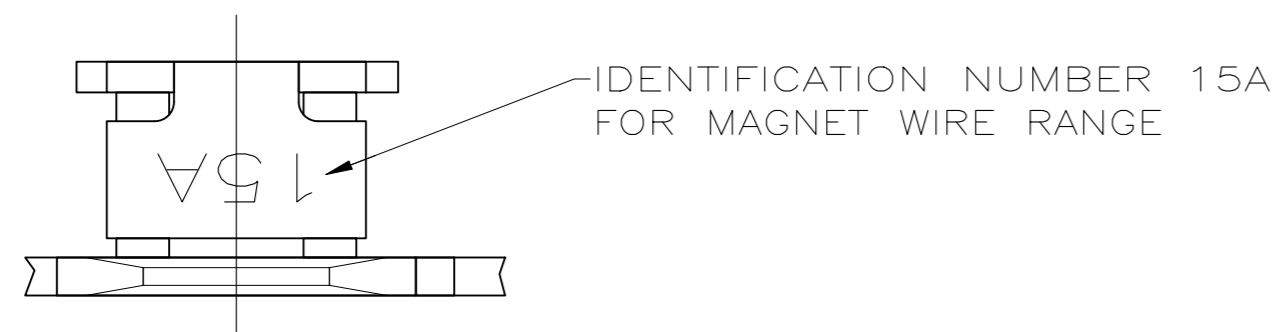 IDENTIFICATION NUMBER 15A
FOR MAGNET WIRE RANGE
15A